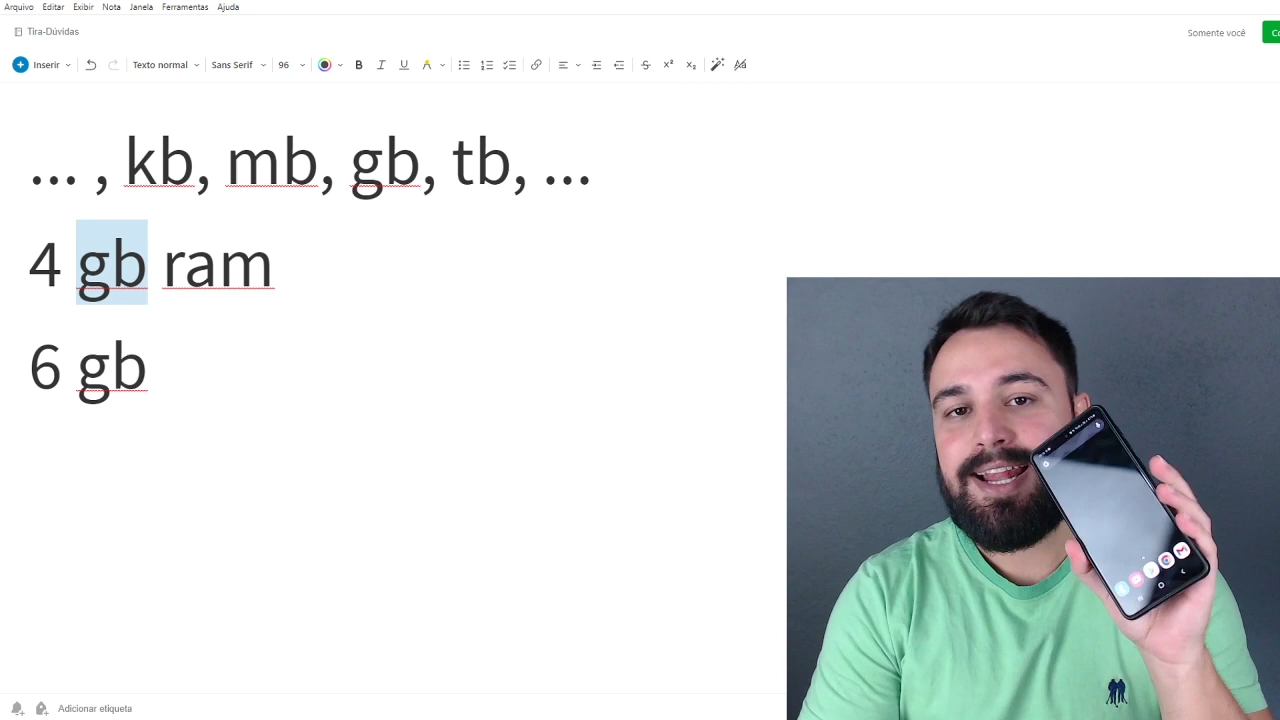 Arquivo Editar Exibir Nota Janela Ferramentas Ajuda
Tira-Dúvidas
Somente você
Inserir Texto normal Sans Serif 96 B I U
... , kb, mb, gb, tb, ...
4 gb ram
6 gb
Adicionar etiqueta